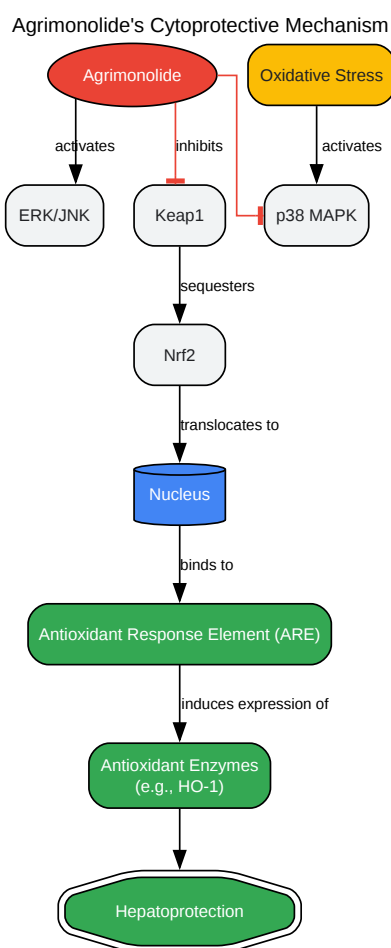 Agrimonolide's Cytoprotective Mechanism
Agrimonolide
Oxidative Stress
activates
inhibits
activates
ERK/JNK
Keap1
p38 MAPK
sequesters
Nrf2
translocates to
Nucleus
binds to
Antioxidant Response Element (ARE)
induces expression of
Antioxidant Enzymes
(e.g., HO-1)
Hepatoprotection